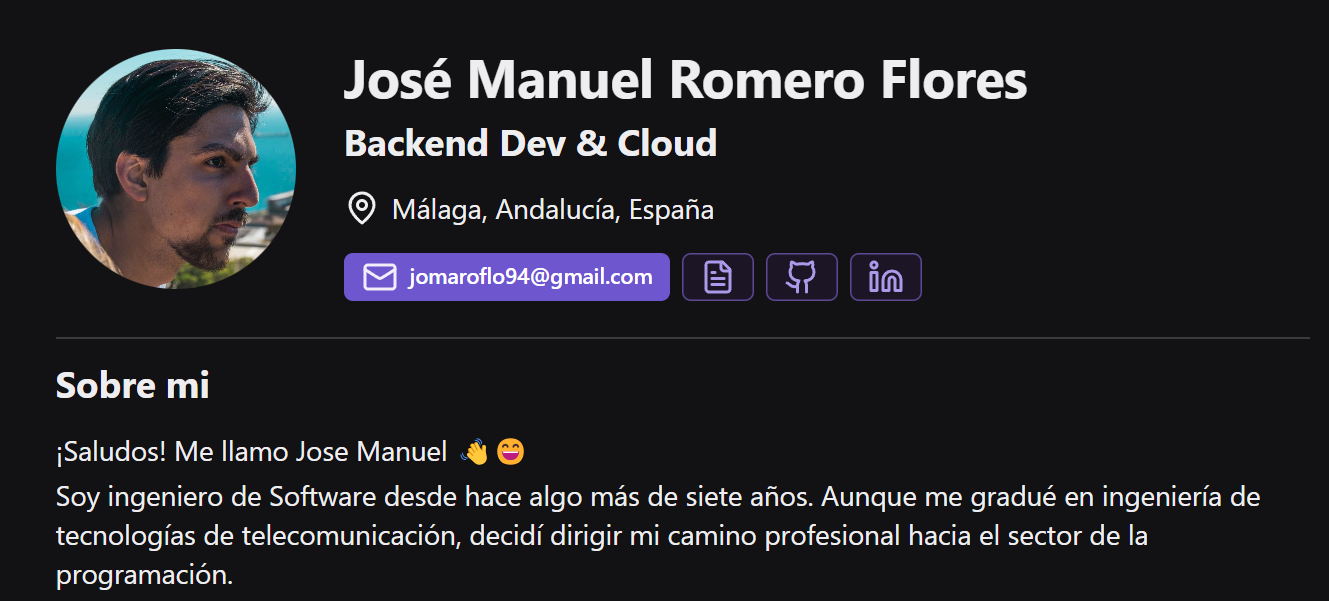 José Manuel Romero Flores
Backend Dev & Cloud
Málaga, Andalucía, España
jomaroflo94@gmail.com
Sobre mi
¡Saludos! Me llamo Jose Manuel 👋😄
Soy ingeniero de Software desde hace algo más de siete años. Aunque me gradué en ingeniería de
tecnologías de telecomunicación, decidí dirigir mi camino profesional hacia el sector de la
programación.